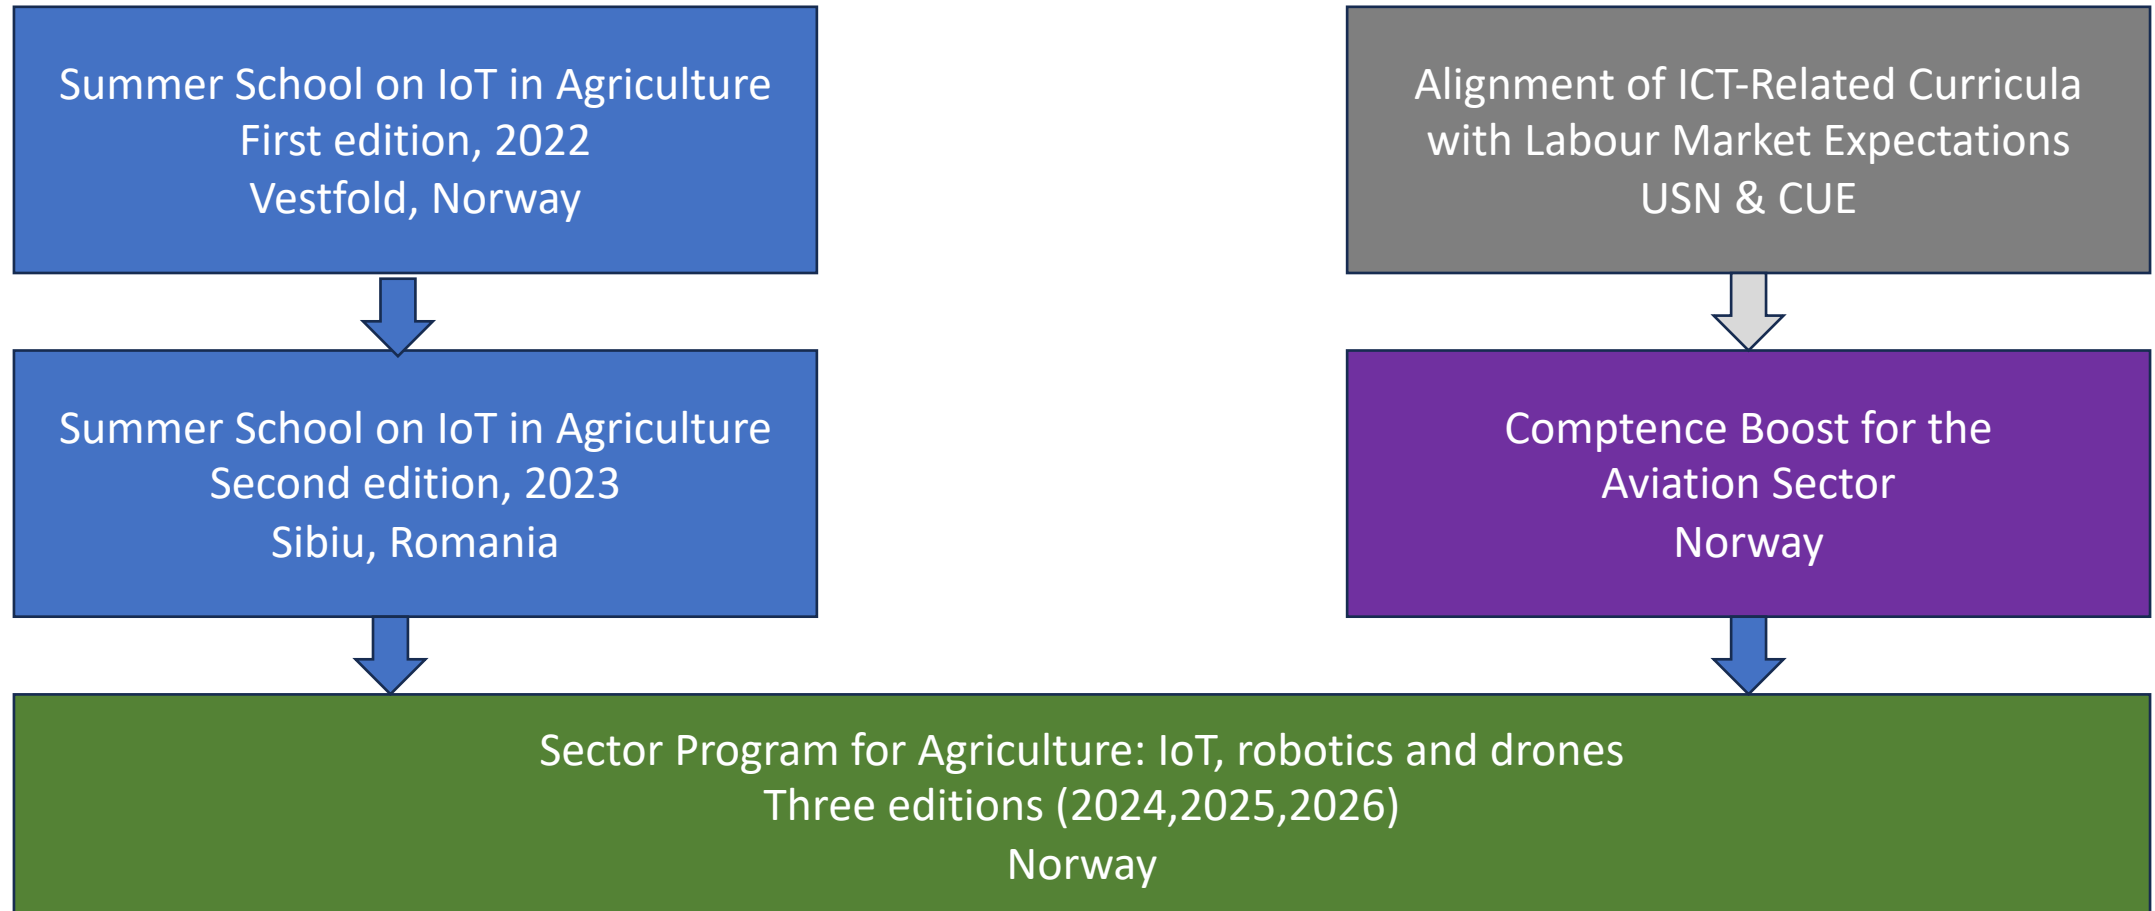 Summer School on IoT in Agriculture
First edition, 2022
Vestfold, Norway
Alignment of ICT-Related Curricula
with Labour Market Expectations
USN & CUE
Summer School on IoT in Agriculture
Second edition, 2023
Sibiu, Romania
Comptence Boost for the
Aviation Sector
Norway
Sector Program for Agriculture: IoT, robotics and drones
Three editions (2024,2025,2026)
Norway